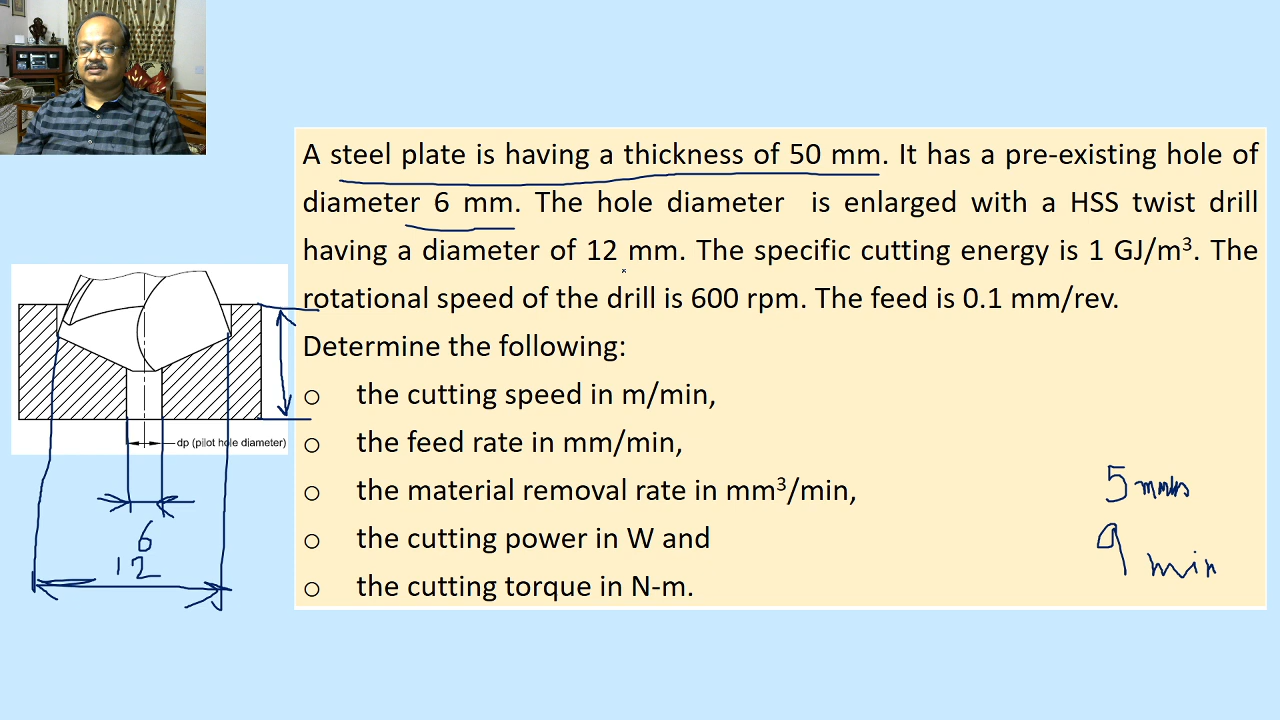 A steel plate is having a thickness of 50 mm. It has a pre-existing hole of
diameter 6 mm. The hole diameter is enlarged with a HSS twist drill
having a diameter of 12 mm. The specific cutting energy is 1 GJ/m³. The
rotational speed of the drill is 600 rpm. The feed is 0.1 mm/rev.
Determine the following:
o the cutting speed in m/min,
o the feed rate in mm/min,
o the material removal rate in mm³/min,
o the cutting power in W and
o the cutting torque in N-m.
dp (pilot hole diameter)
6
12
5
9 min